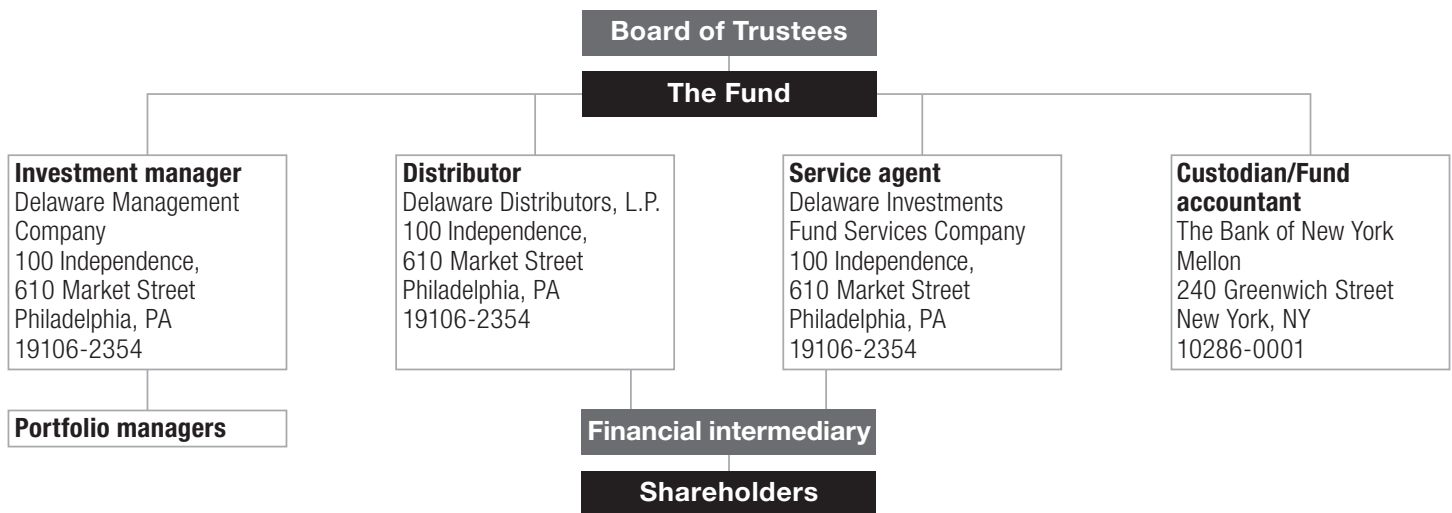 Board of Trustees
The Fund
Investment manager
Delaware Management
Company
100 Independence,
610 Market Street
Philadelphia, PA
19106-2354
Distributor
Delaware Distributors, L.P.
100 Independence,
610 Market Street
Philadelphia, PA
19106-2354
Service agent
Delaware Investments
Fund Services Company
100 Independence,
610 Market Street
Philadelphia, PA
19106-2354
Custodian/Fund
accountant
The Bank of New York
Mellon
240 Greenwich Street
New York, NY
10286-0001
Portfolio managers
Financial intermediary
Shareholders